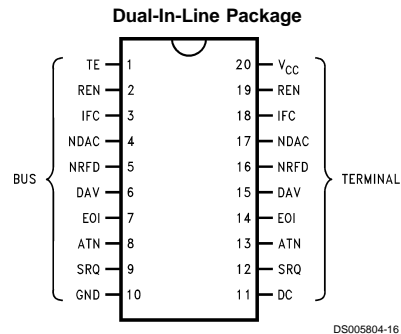 Dual-In-Line Package
TE 1 20 VCC
REN 2 19 REN
IFC 3 18 IFC
NDAC 4 17 NDAC
NRFD 5 16 NRFD
BUS DAV 6 15 DAV TERMINAL
EOI 7 14 EOI
ATN 8 13 ATN
SRQ 9 12 SRQ
GND 10 11 DC
DS005804-16